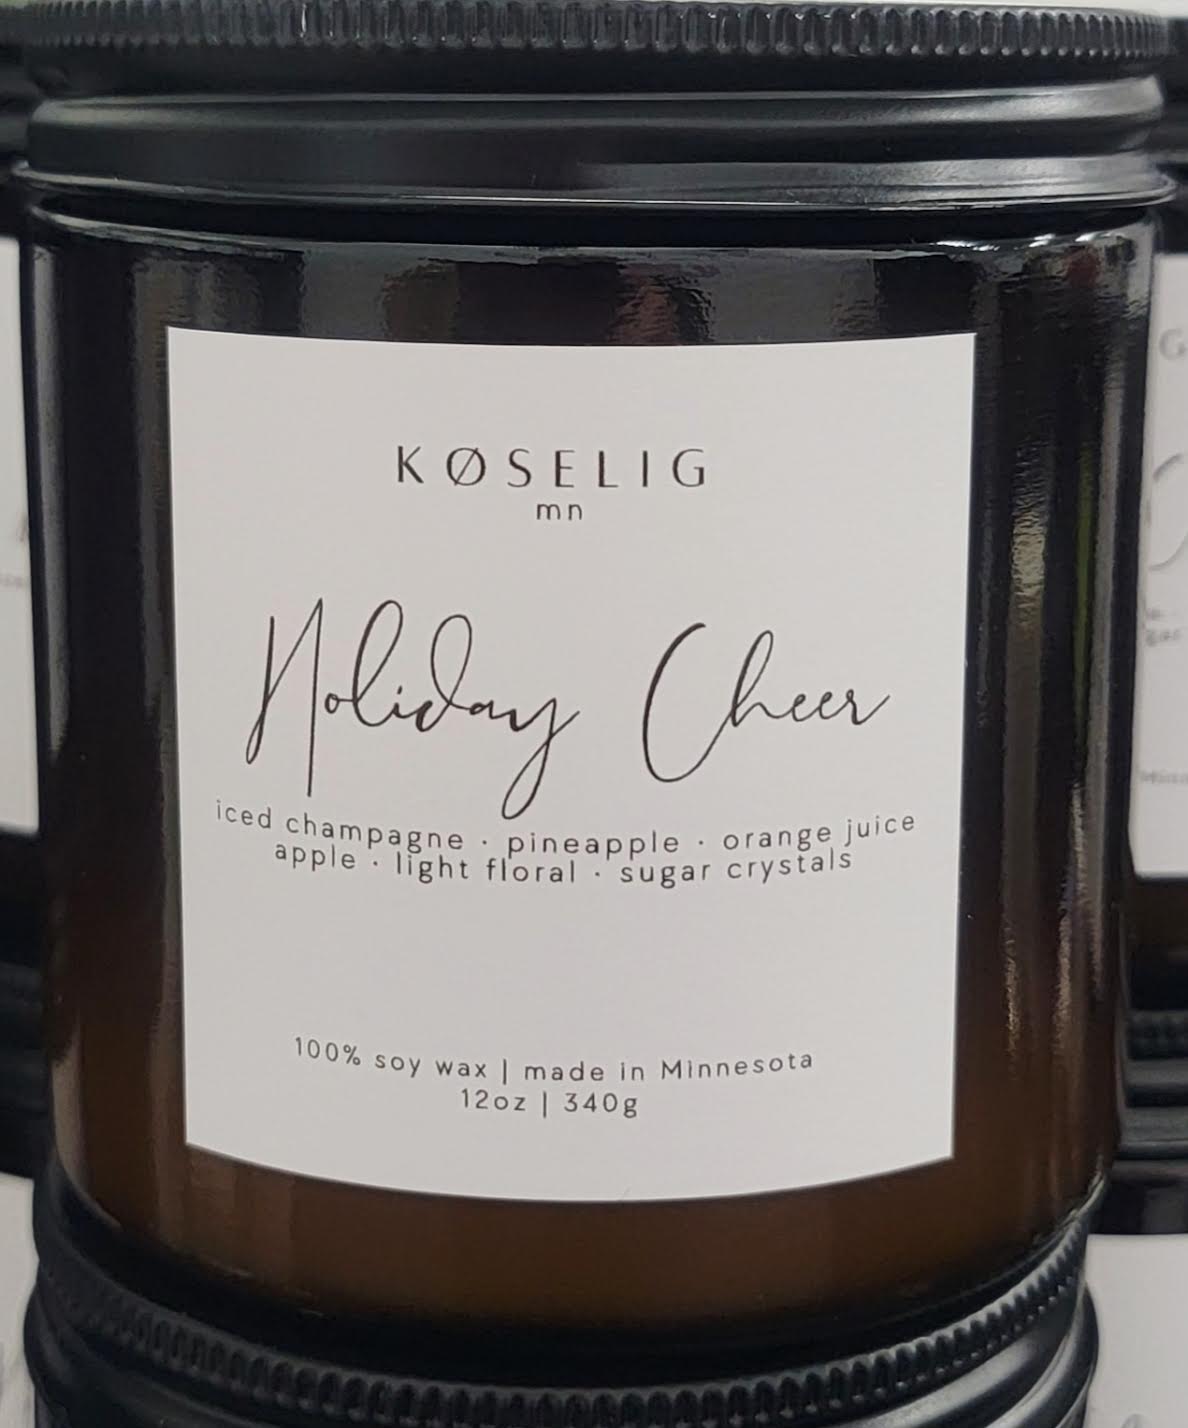 KØSELIG
mn
Holiday Cheer
iced champagne · pineapple · orange juice
apple · light floral · sugar crystals
100% soy wax | made in Minnesota
12oz | 340g